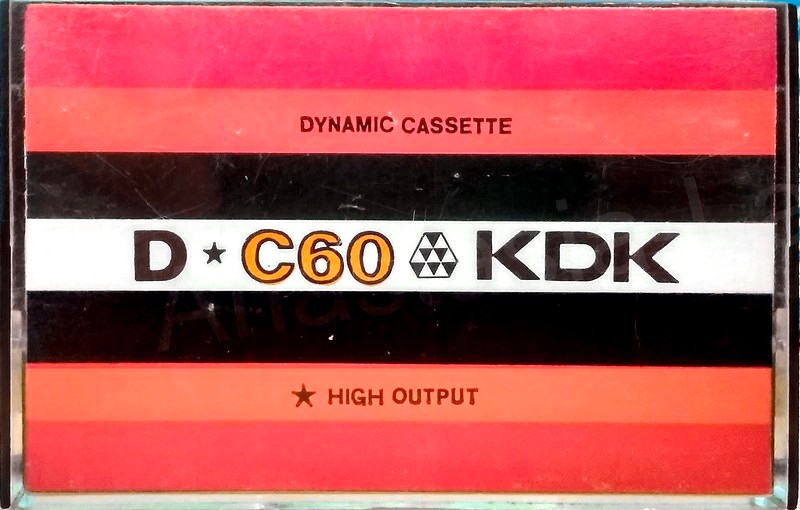 DYNAMIC CASSETTE
D ★ C60 KDK
★ HIGH OUTPUT